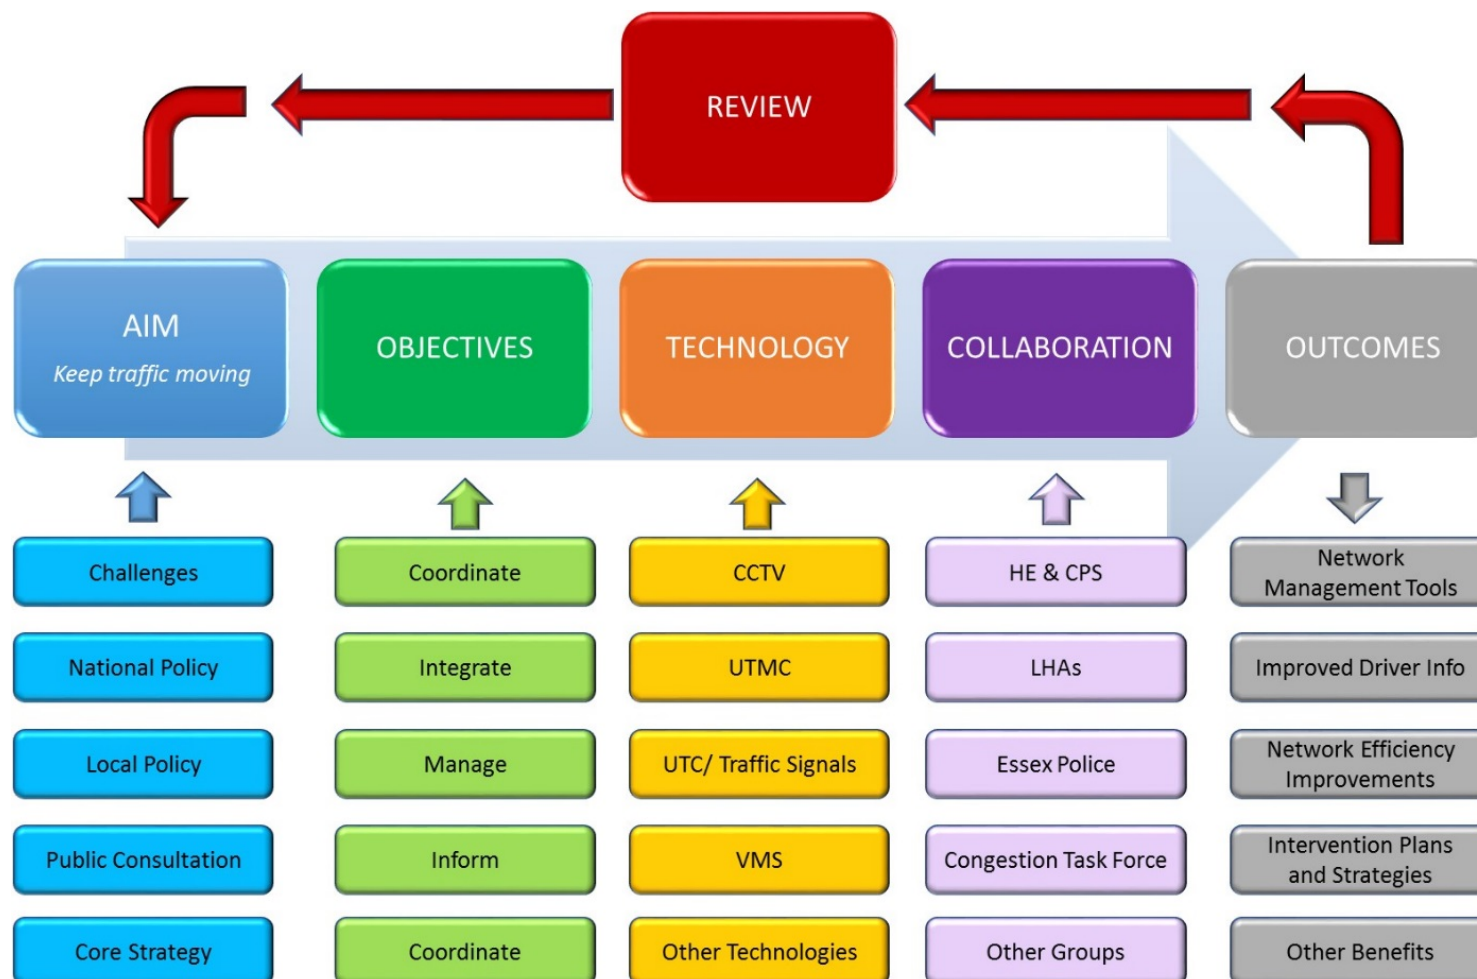 REVIEW
AIM
Keep traffic moving
OBJECTIVES
TECHNOLOGY
COLLABORATION
OUTCOMES
Challenges
National Policy
Local Policy
Public Consultation
Core Strategy
Coordinate
Integrate
Manage
Inform
Coordinate
CCTV
UTMC
UTC/ Traffic Signals
VMS
Other Technologies
HE & CPS
LHAs
Essex Police
Congestion Task Force
Other Groups
Network
Management Tools
Improved Driver Info
Network Efficiency
Improvements
Intervention Plans
and Strategies
Other Benefits